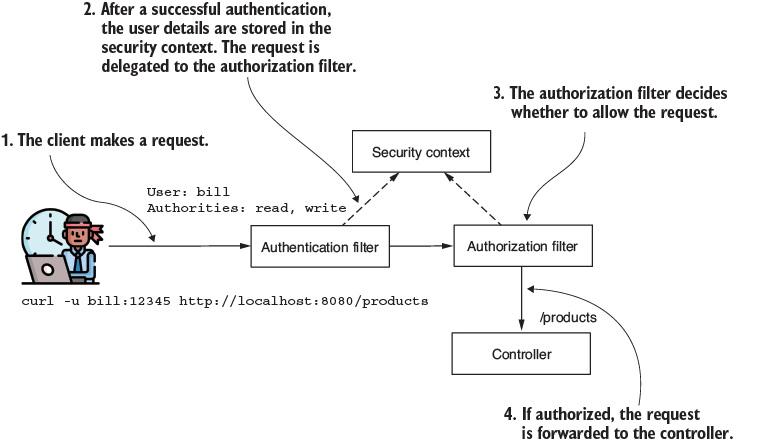 2. After a successful authentication,
the user details are stored in the
security context. The request is
delegated to the authorization filter.
3. The authorization filter decides
whether to allow the request.
1. The client makes a request.
Security context
User: bill
Authorities: read, write
Authentication filter
Authorization filter
curl -u bill:12345 http://localhost:8080/products
/products
Controller
4. If authorized, the request
is forwarded to the controller.